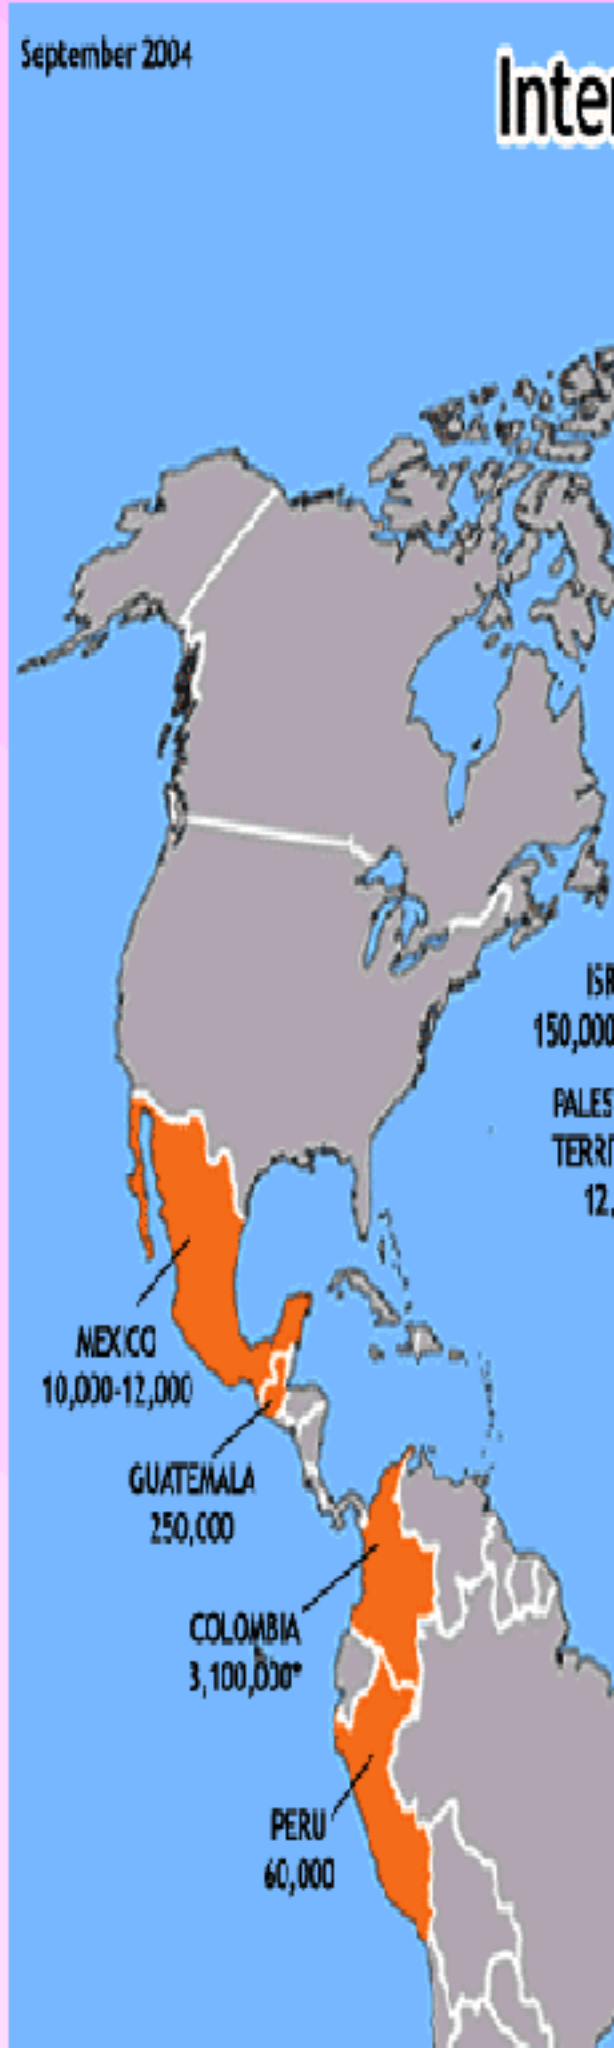 September 2004
Inter
ISR
150,000
PALES
TERRI
12,
MEXICO
10,000-12,000
GUATEMALA
250,000
COLOMBIA
3,100,000*
PERU
60,000